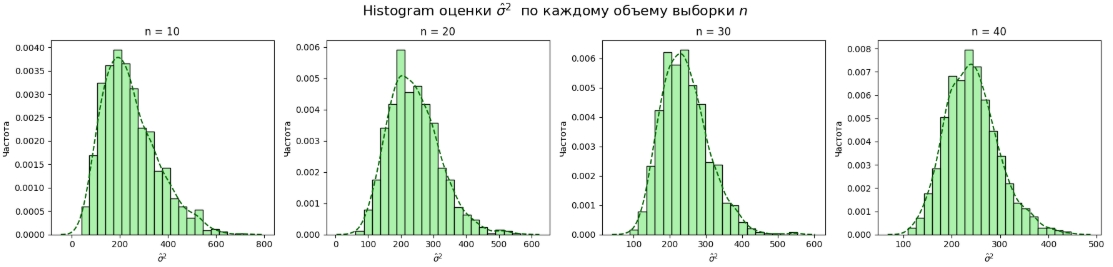 Histogram оценки σ̂² по каждому объему выборки n
n = 10
0.0040
0.0035
0.0030
0.0025
0.0020
0.0015
0.0010
0.0005
0.0000
Частота
0 200 400 600 800
σ̂²
n = 20
0.006
0.005
0.004
0.003
0.002
0.001
0.000
Частота
0 100 200 300 400 500 600
σ̂²
n = 30
0.006
0.005
0.004
0.003
0.002
0.001
0.000
Частота
100 200 300 400 500 600
σ̂²
n = 40
0.008
0.007
0.006
0.005
0.004
0.003
0.002
0.001
0.000
Частота
100 200 300 400 500
σ̂²